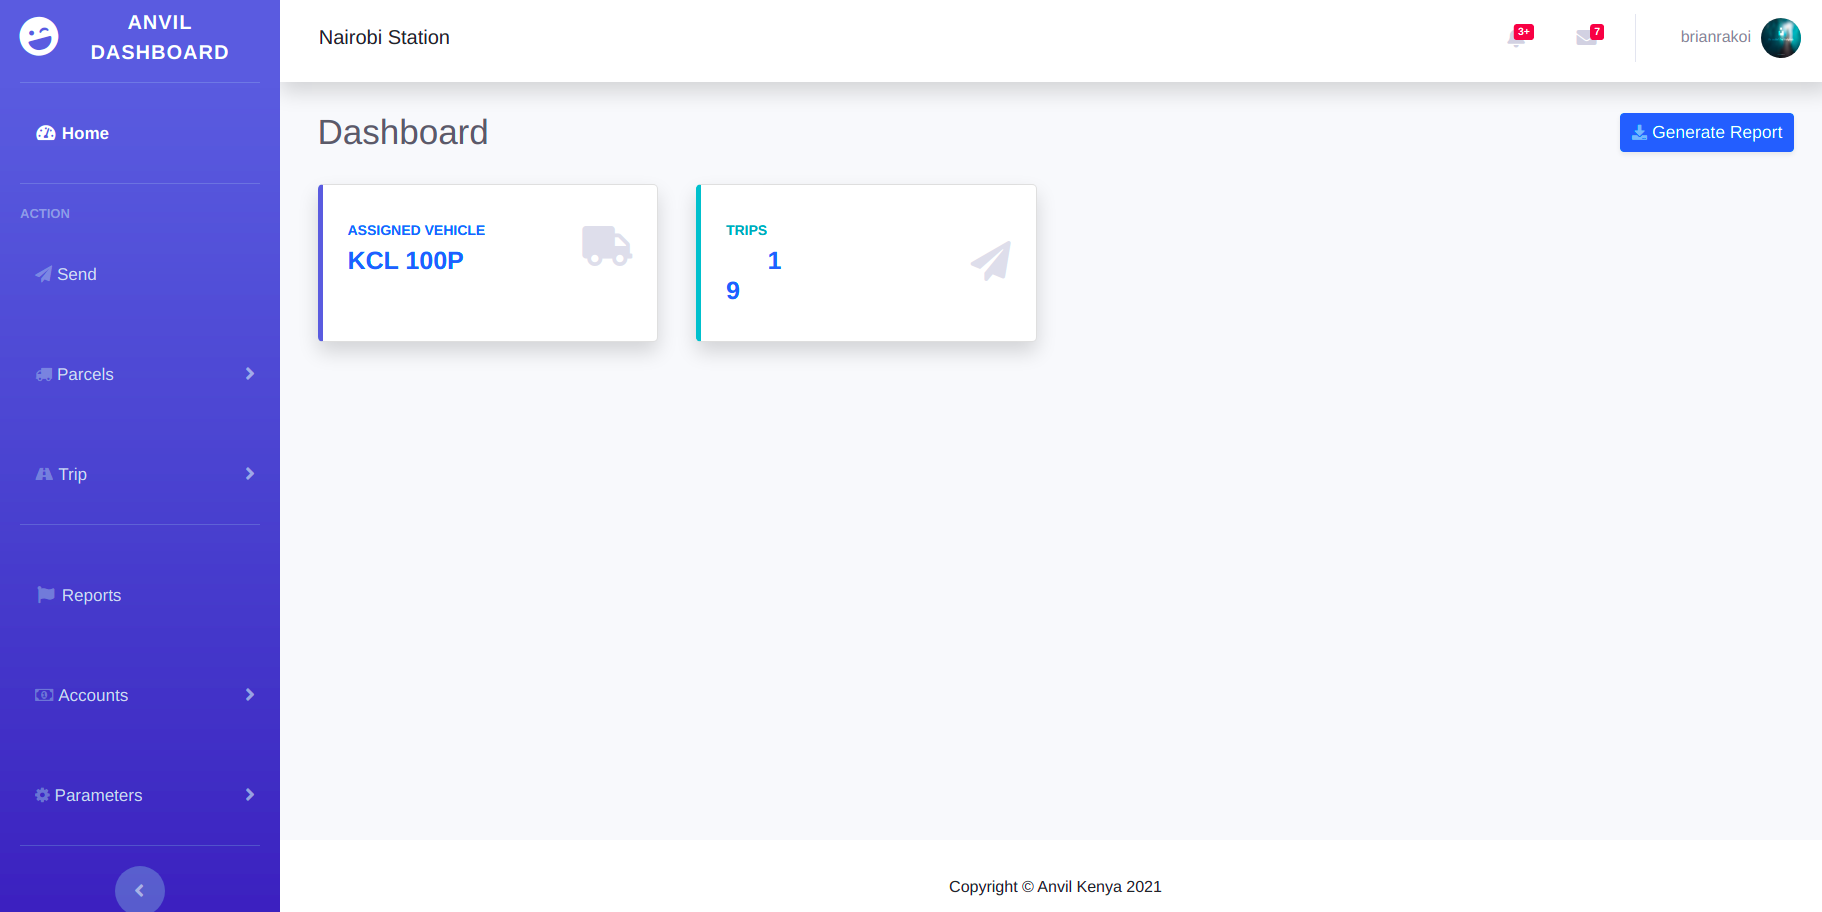 ANVIL
DASHBOARD
Nairobi Station
3+
7
brianrakoi
Home
Dashboard
Generate Report
ACTION
Send
Parcels
Trip
Reports
Accounts
Parameters
ASSIGNED VEHICLE
KCL 100P
TRIPS
1
9
Copyright © Anvil Kenya 2021